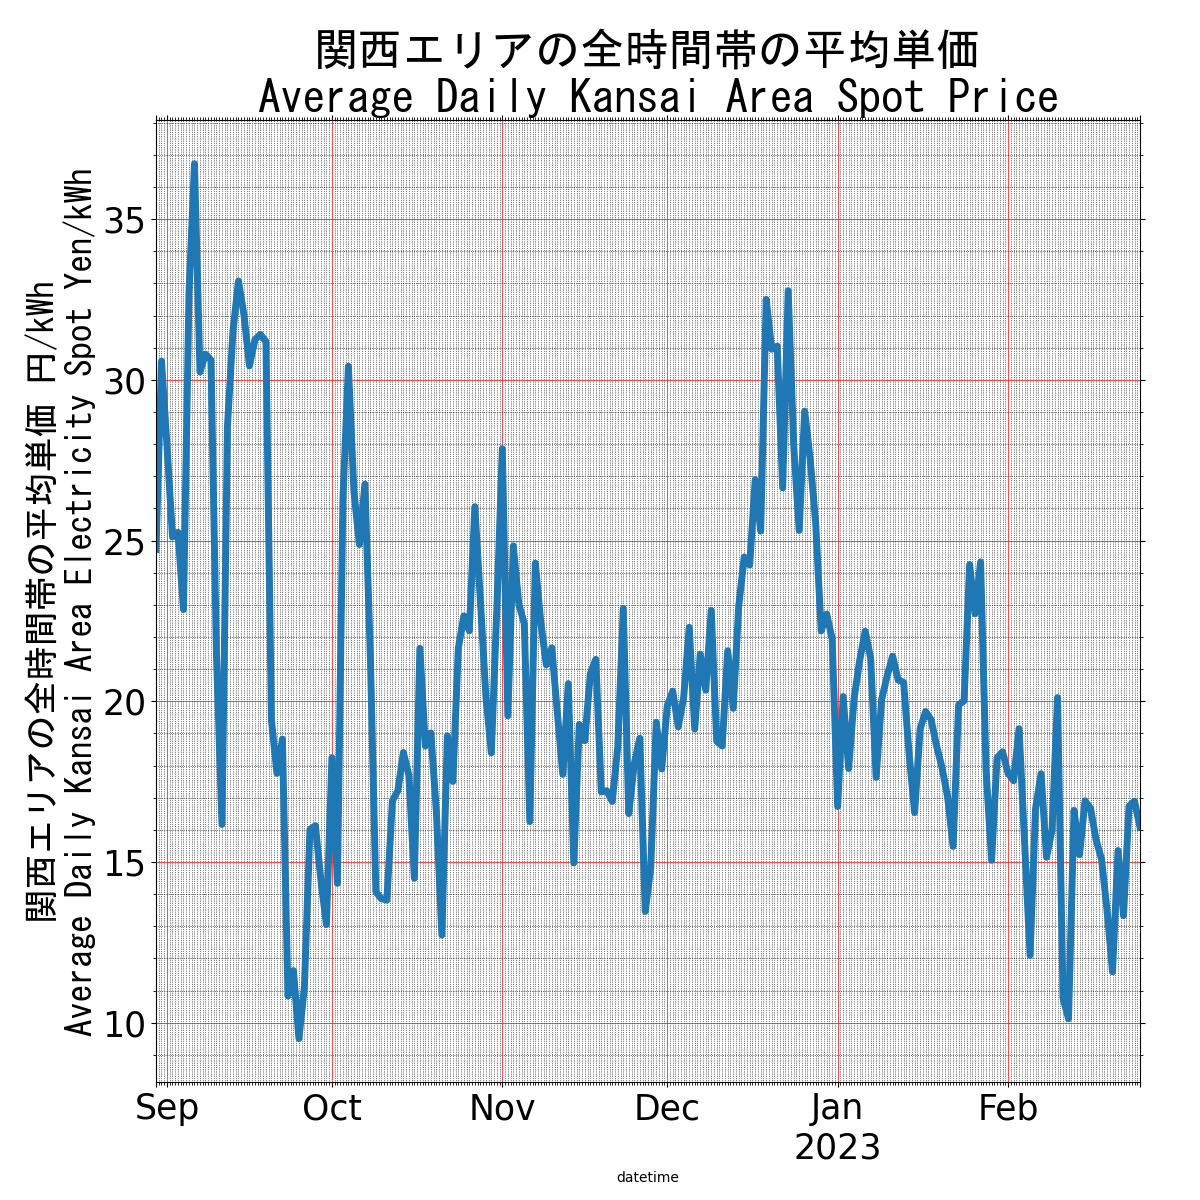 関西エリアの全時間帯の平均単価
Average Daily Kansai Area Spot Price
関西エリアの全時間帯の平均単価 円/kWh
Average Daily Kansai Area Electricity Spot Yen/kWh
35
30
25
20
15
10
Sep Oct Nov Dec Jan Feb
2023
datetime